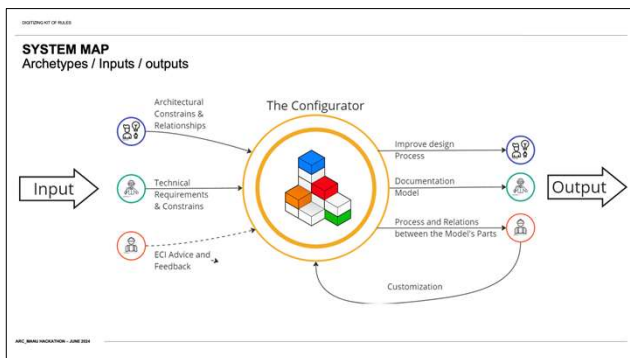 DIGITIZING KIT OF RULES
SYSTEM MAP
Archetypes / Inputs / outputs
Architectural
Constrains &
Relationships
The Configurator
Improve design
Process
Input
Technical
Requirements
& Constrains
Documentation
Model
Output
ECI Advice and
Feedback
Process and Relations
between the Model's Parts
Customization
ARC_MANU HACKATHON – JUNE 2024